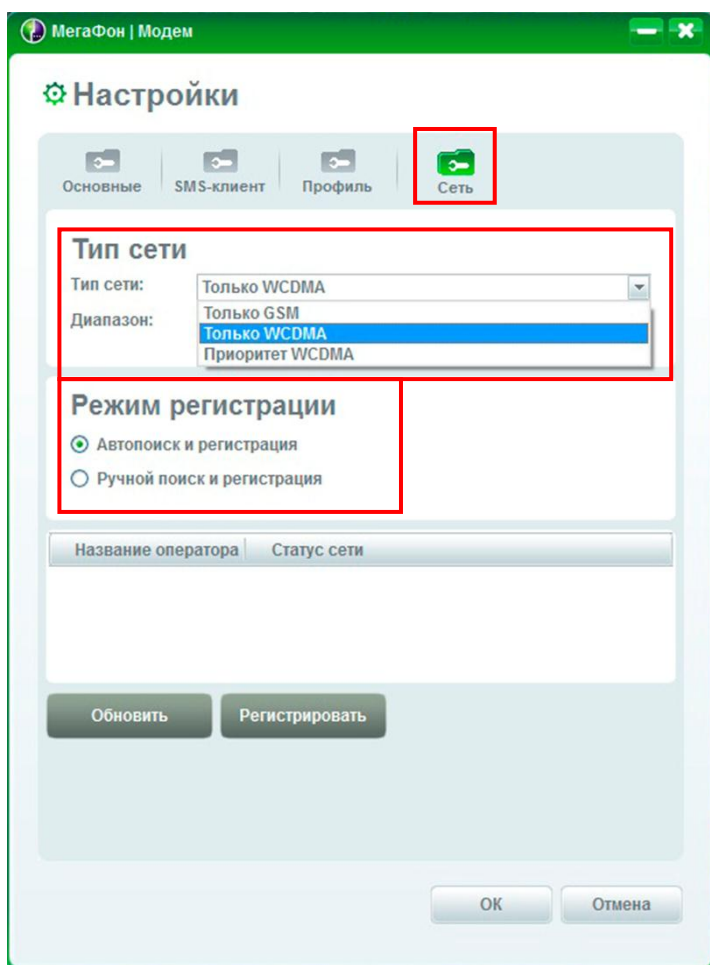 МегаФон | Модем
Настройки
Основные
SMS-клиент
Профиль
Сеть
Тип сети
Тип сети:
Только WCDMA
Диапазон:
Только GSM
Только WCDMA
Приоритет WCDMA
Режим регистрации
Автопоиск и регистрация
Ручной поиск и регистрация
Название оператора
Статус сети
Обновить
Регистрировать
OK
Отмена